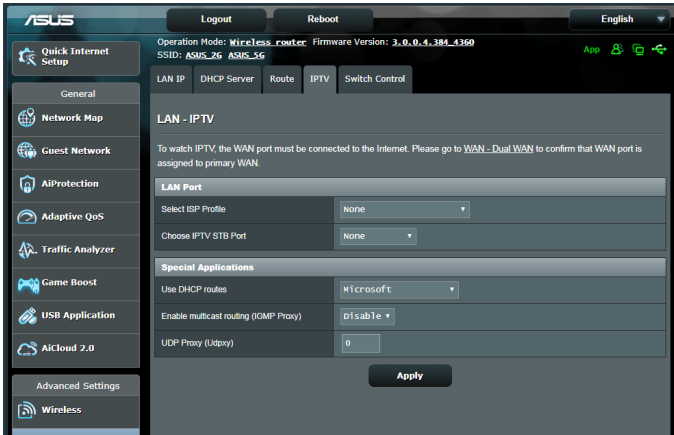 ASUS Logout Reboot English
Quick Internet Setup
Operation Mode: Wireless router Firmware Version: 3.0.0.4.384_4360
SSID: ASUS_2G ASUS_5G
App
LAN IP DHCP Server Route IPTV Switch Control
General
Network Map
Guest Network
AiProtection
Adaptive QoS
Traffic Analyzer
Game Boost
USB Application
AiCloud 2.0
Advanced Settings
Wireless
LAN - IPTV
To watch IPTV, the WAN port must be connected to the Internet. Please go to WAN - Dual WAN to confirm that WAN port is
assigned to primary WAN.
LAN Port
Select ISP Profile None
Choose IPTV STB Port None
Special Applications
Use DHCP routes Microsoft
Enable multicast routing (IGMP Proxy) Disable
UDP Proxy (Udpxy) 0
Apply